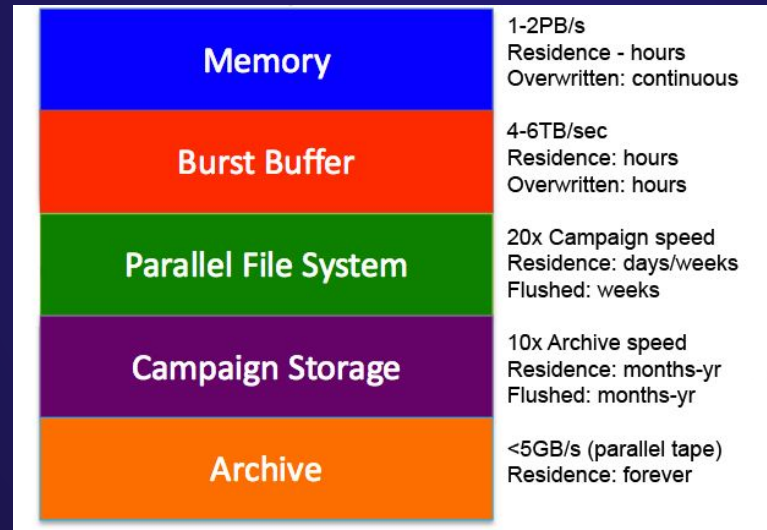 Memory
1-2PB/s
Residence - hours
Overwritten: continuous
Burst Buffer
4-6TB/sec
Residence: hours
Overwritten: hours
Parallel File System
20x Campaign speed
Residence: days/weeks
Flushed: weeks
Campaign Storage
10x Archive speed
Residence: months-yr
Flushed: months-yr
Archive
<5GB/s (parallel tape)
Residence: forever